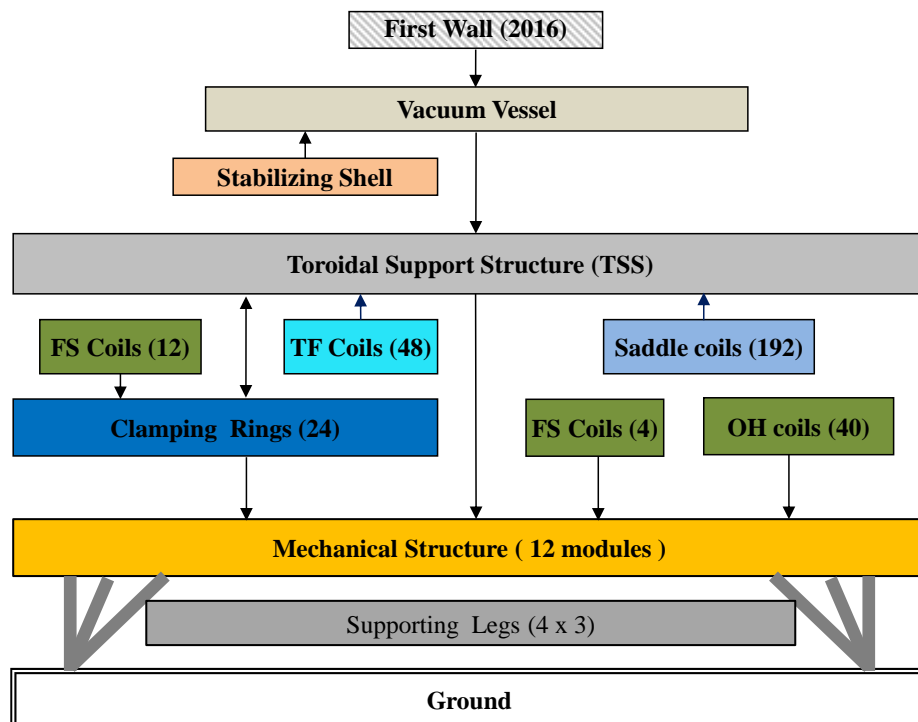 First Wall (2016)
Vacuum Vessel
Stabilizing Shell
Toroidal Support Structure (TSS)
FS Coils (12)
TF Coils (48)
Saddle coils (192)
Clamping Rings (24)
FS Coils (4)
OH coils (40)
Mechanical Structure ( 12 modules )
Supporting Legs (4 x 3)
Ground